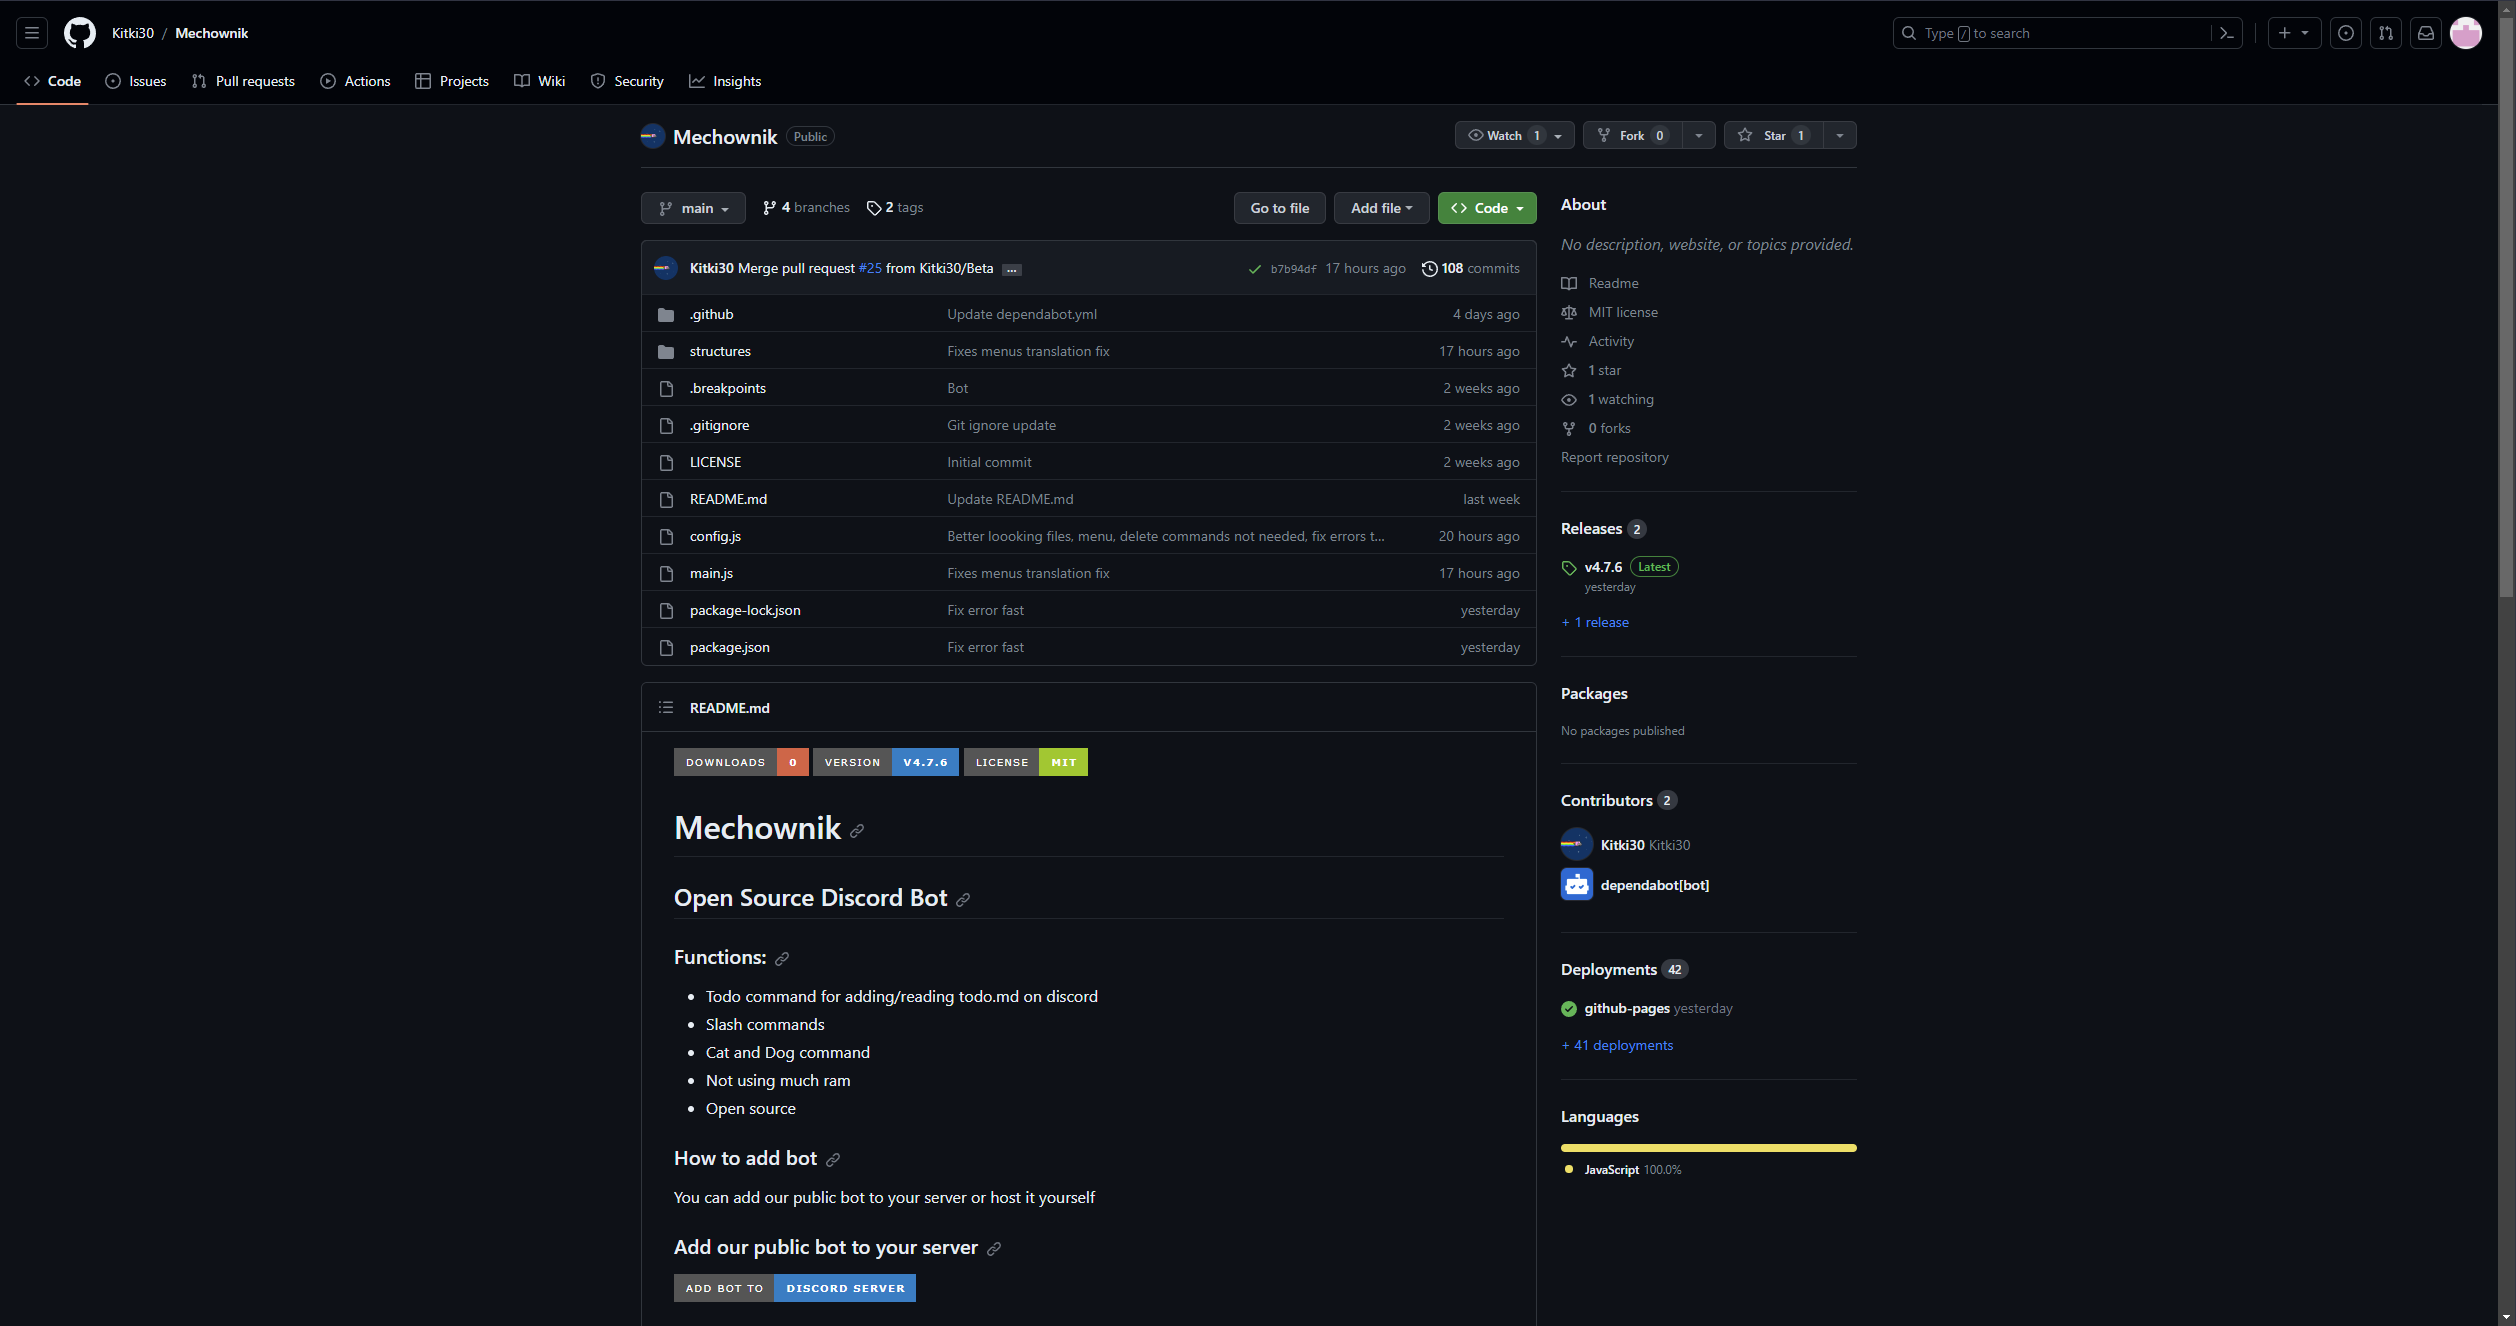 Kitki30 / Mechownik
Type / to search
Code Issues Pull requests Actions Projects Wiki Security Insights
Mechownik Public
Watch 1 Fork 0 Star 1
main 4 branches 2 tags Go to file Add file Code
Kitki30 Merge pull request #25 from Kitki30/Beta ... b7b94df 17 hours ago 108 commits
.github Update dependabot.yml 4 days ago
structures Fixes menus translation fix 17 hours ago
.breakpoints Bot 2 weeks ago
.gitignore Git ignore update 2 weeks ago
LICENSE Initial commit 2 weeks ago
README.md Update README.md last week
config.js Better loooking files, menu, delete commands not needed, fix errors t... 20 hours ago
main.js Fixes menus translation fix 17 hours ago
package-lock.json Fix error fast yesterday
package.json Fix error fast yesterday
README.md
DOWNLOADS 0 VERSION V4.7.6 LICENSE MIT
Mechownik
Open Source Discord Bot
Functions:
• Todo command for adding/reading todo.md on discord
• Slash commands
• Cat and Dog command
• Not using much ram
• Open source
How to add bot
You can add our public bot to your server or host it yourself
Add our public bot to your server
ADD BOT TO DISCORD SERVER
About
No description, website, or topics provided.
Readme
MIT license
Activity
1 star
1 watching
0 forks
Report repository
Releases 2
v4.7.6 Latest
yesterday
+ 1 release
Packages
No packages published
Contributors 2
Kitki30 Kitki30
dependabot[bot]
Deployments 42
github-pages yesterday
+ 41 deployments
Languages
JavaScript 100.0%